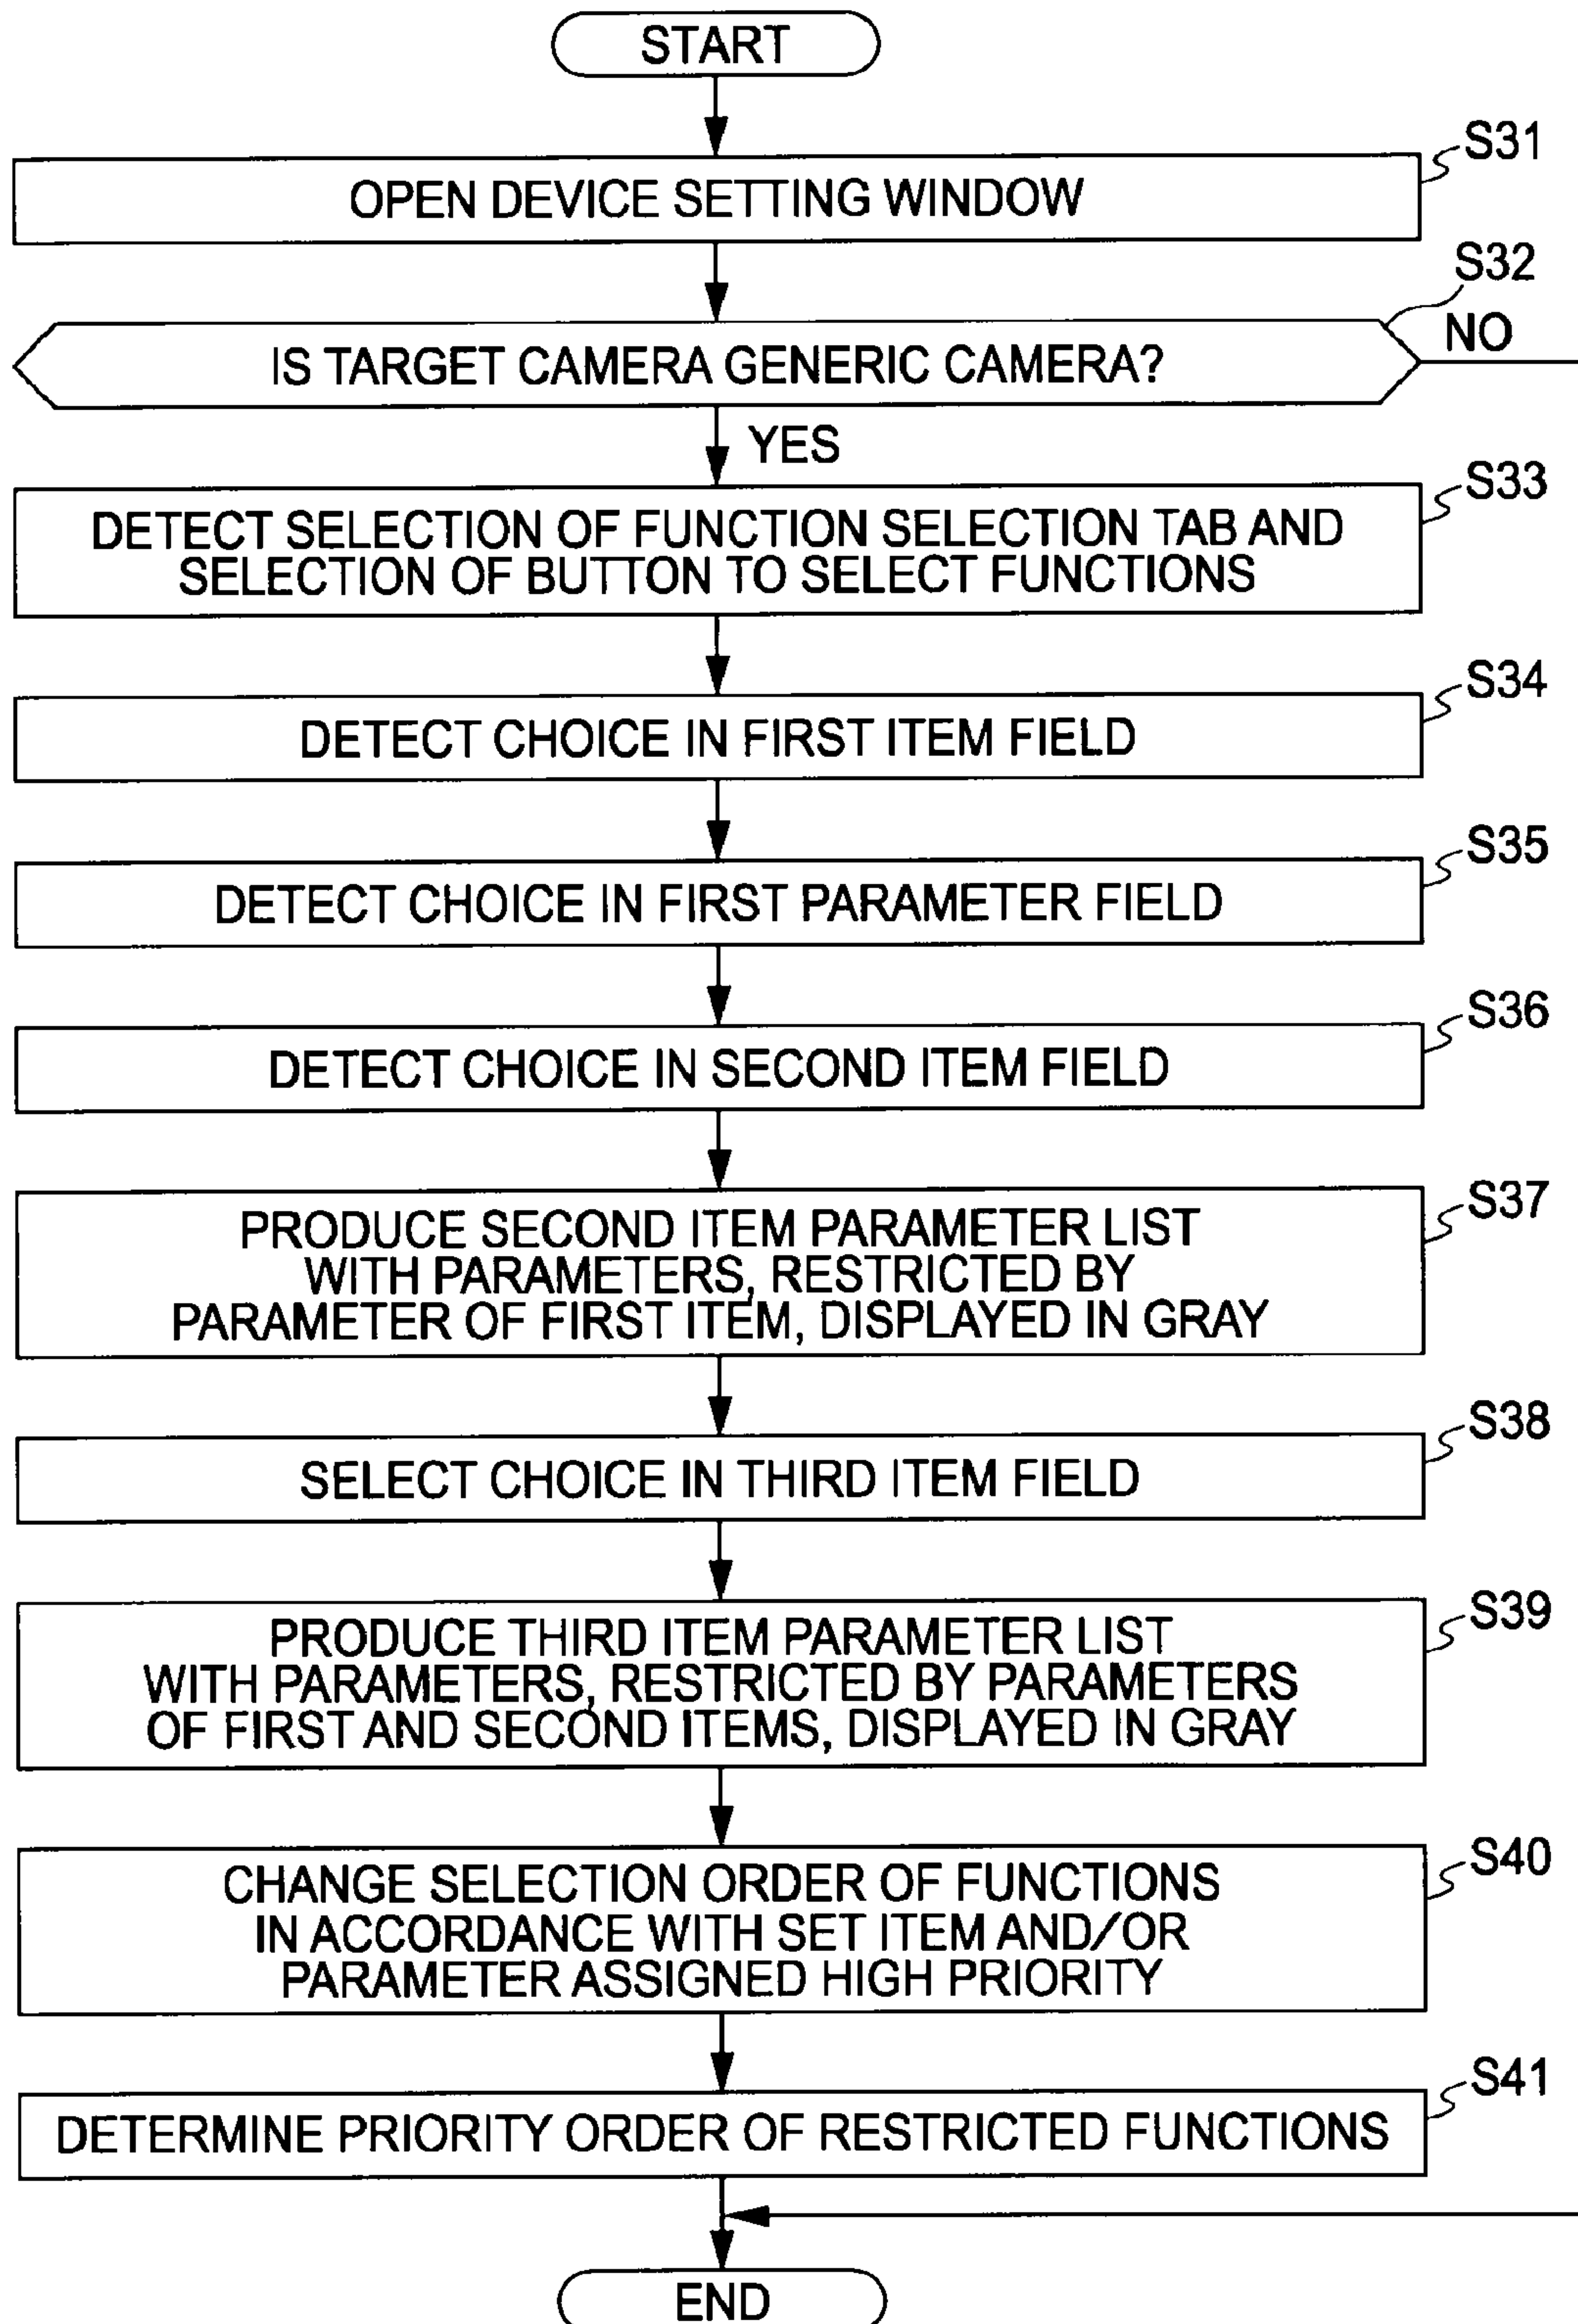 START
S31
OPEN DEVICE SETTING WINDOW
S32
IS TARGET CAMERA GENERIC CAMERA?
NO
YES
S33
DETECT SELECTION OF FUNCTION SELECTION TAB AND
SELECTION OF BUTTON TO SELECT FUNCTIONS
S34
DETECT CHOICE IN FIRST ITEM FIELD
S35
DETECT CHOICE IN FIRST PARAMETER FIELD
S36
DETECT CHOICE IN SECOND ITEM FIELD
S37
PRODUCE SECOND ITEM PARAMETER LIST
WITH PARAMETERS, RESTRICTED BY
PARAMETER OF FIRST ITEM, DISPLAYED IN GRAY
S38
SELECT CHOICE IN THIRD ITEM FIELD
S39
PRODUCE THIRD ITEM PARAMETER LIST
WITH PARAMETERS, RESTRICTED BY PARAMETERS
OF FIRST AND SECOND ITEMS, DISPLAYED IN GRAY
S40
CHANGE SELECTION ORDER OF FUNCTIONS
IN ACCORDANCE WITH SET ITEM AND/OR
PARAMETER ASSIGNED HIGH PRIORITY
S41
DETERMINE PRIORITY ORDER OF RESTRICTED FUNCTIONS
END